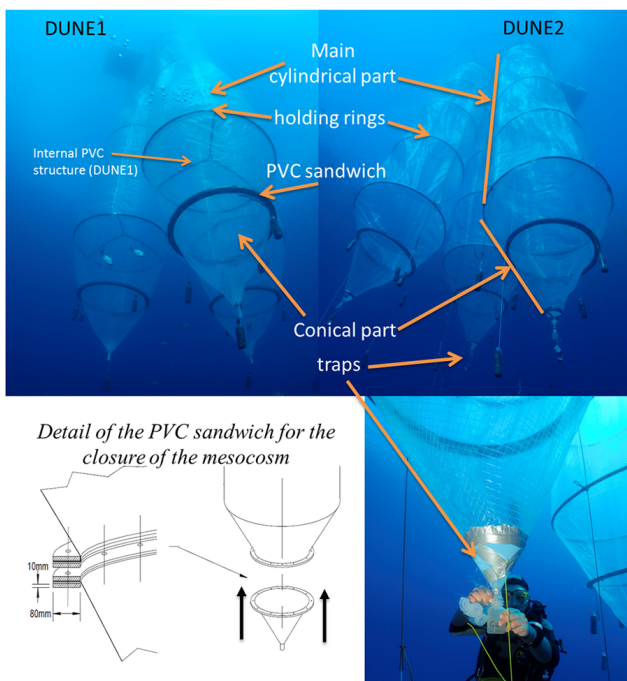 DUNE1
DUNE2
Main
cylindrical part
holding rings
Internal PVC
structure (DUNE1)
PVC sandwich
Conical part
traps
Detail of the PVC sandwich for the
closure of the mesocosm
10mm
80mm